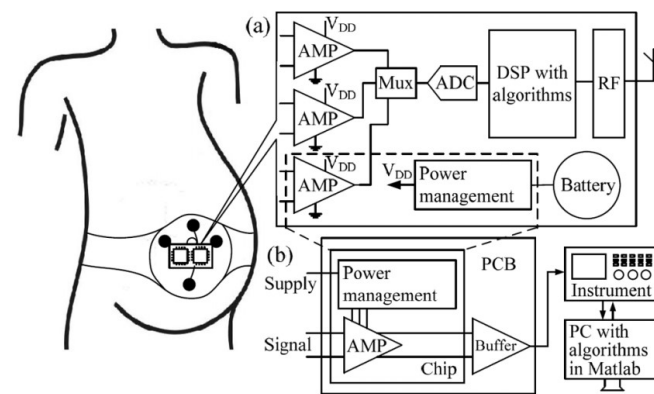 (a)
VDD
AMP
VDD
AMP
VDD
AMP
Mux
ADC
DSP with
algorithms
RF
VDD
Power
management
Battery
(b)
PCB
Supply
Power
management
Signal
AMP
Chip
Buffer
Instrument
PC with
algorithms
in Matlab